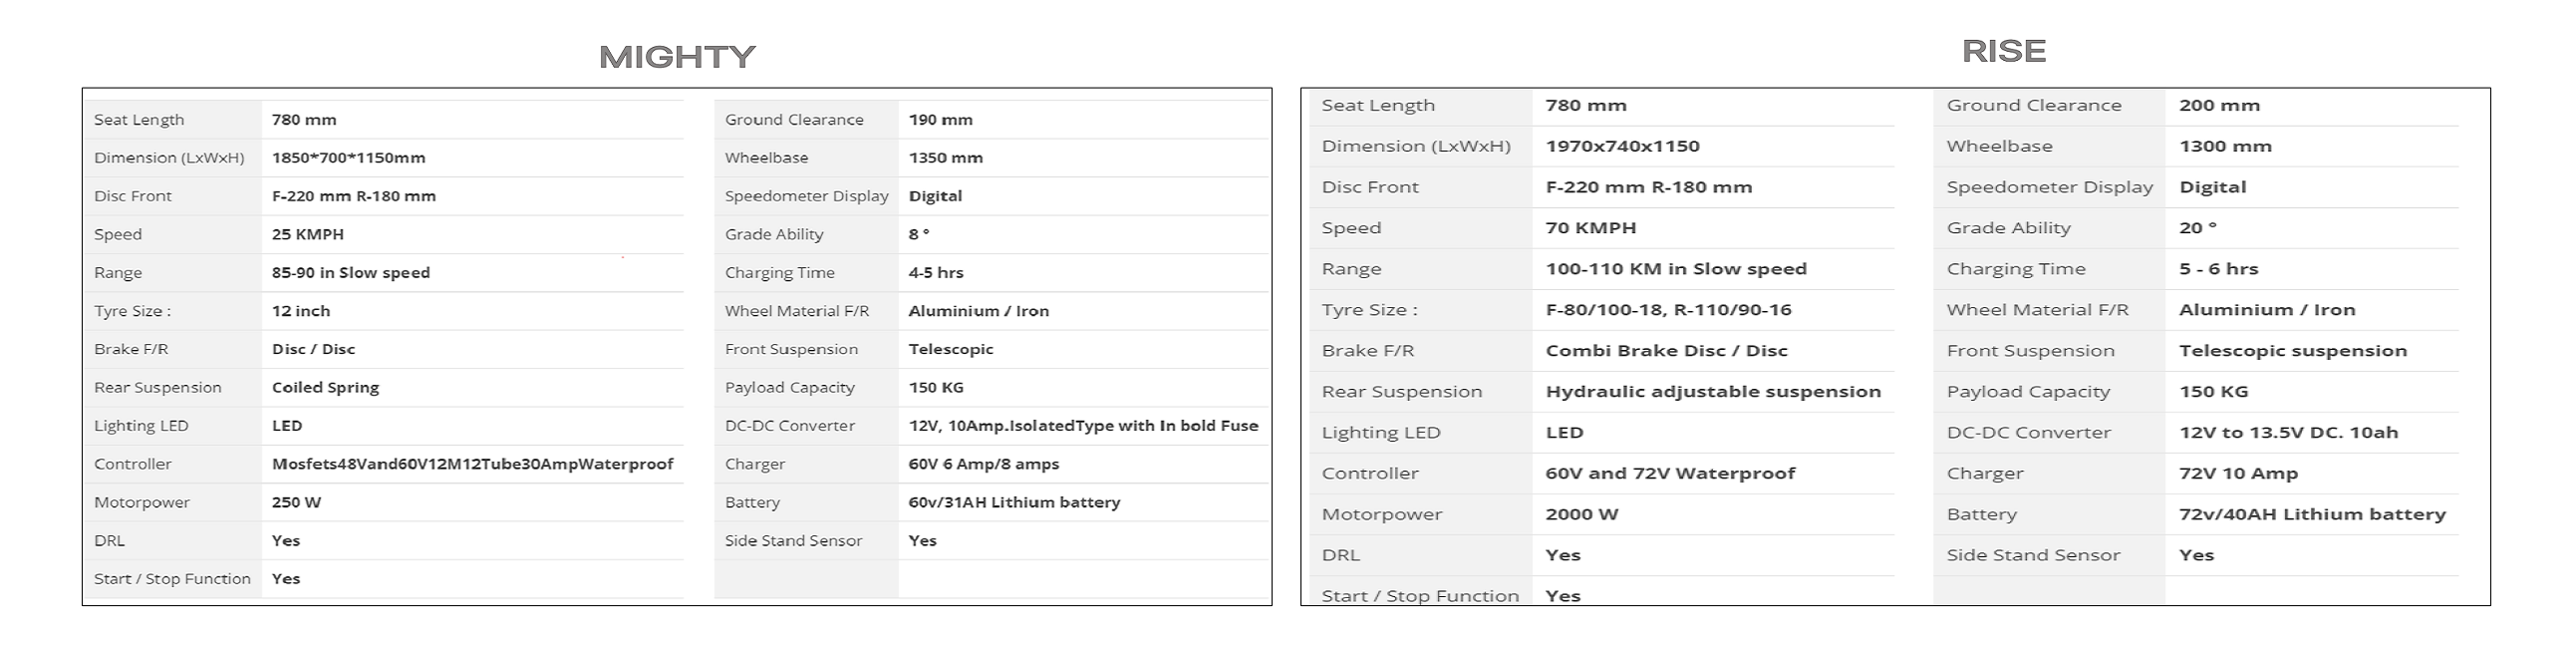 MIGHTY
Seat Length 780 mm
Dimension (LxWxH) 1850*700*1150mm
Disc Front F-220 mm R-180 mm
Speed 25 KMPH
Range 85-90 in Slow speed
Tyre Size : 12 inch
Brake F/R Disc / Disc
Rear Suspension Coiled Spring
Lighting LED LED
Controller Mosfets48Vand60V12M12Tube30AmpWaterproof
Motorpower 250 W
DRL Yes
Start / Stop Function Yes
Ground Clearance 190 mm
Wheelbase 1350 mm
Speedometer Display Digital
Grade Ability 8 °
Charging Time 4-5 hrs
Wheel Material F/R Aluminium / Iron
Front Suspension Telescopic
Payload Capacity 150 KG
DC-DC Converter 12V, 10Amp.IsolatedType with In bold Fuse
Charger 60V 6 Amp/8 amps
Battery 60v/31AH Lithium battery
Side Stand Sensor Yes
RISE
Seat Length 780 mm
Dimension (LxWxH) 1970x740x1150
Disc Front F-220 mm R-180 mm
Speed 70 KMPH
Range 100-110 KM in Slow speed
Tyre Size : F-80/100-18, R-110/90-16
Brake F/R Combi Brake Disc / Disc
Rear Suspension Hydraulic adjustable suspension
Lighting LED LED
Controller 60V and 72V Waterproof
Motorpower 2000 W
DRL Yes
Start / Stop Function Yes
Ground Clearance 200 mm
Wheelbase 1300 mm
Speedometer Display Digital
Grade Ability 20 °
Charging Time 5 - 6 hrs
Wheel Material F/R Aluminium / Iron
Front Suspension Telescopic suspension
Payload Capacity 150 KG
DC-DC Converter 12V to 13.5V DC. 10ah
Charger 72V 10 Amp
Battery 72v/40AH Lithium battery
Side Stand Sensor Yes